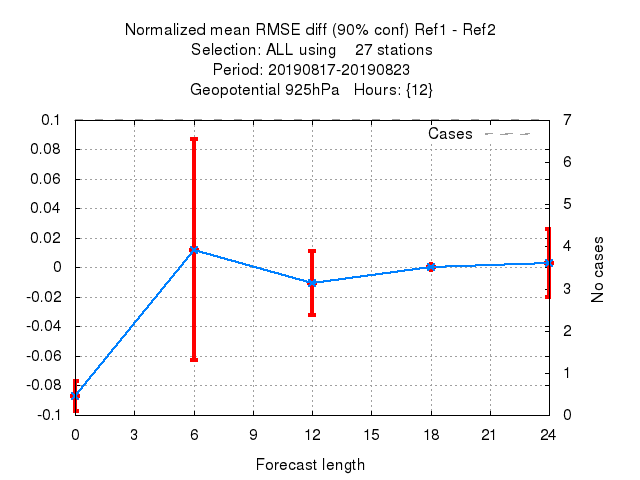 Normalized mean RMSE diff (90% conf) Ref1 - Ref2
Selection: ALL using    27 stations
Period: 20190817-20190823
Geopotential 925hPa   Hours: {12}
Cases
0.1
0.08
0.06
0.04
0.02
0
-0.02
-0.04
-0.06
-0.08
-0.1
7
6
5
4
3
2
1
0
No cases
0 3 6 9 12 15 18 21 24
Forecast length